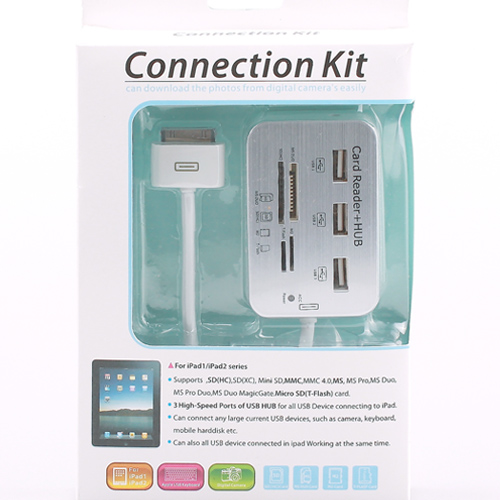 Connection Kit
can download the photos from digital camera's easily
Card Reader+HUB
▲ For iPad1/iPad2 series
• Supports ,SD(HC),SD(XC), Mini SD,MMC,MMC 4.0,MS, MS Pro,MS Duo,
MS Pro Duo,MS Duo MagicGate,Micro SD(T-Flash) card.
• 3 High-Speed Ports of USB HUB for all USB Device connecting to iPad.
• Can connect any large current USB devices, such as camera, keyboard,
mobile harddisk etc.
• Can also all USB device connected in ipad Working at the same time.
For
iPad1
iPad2